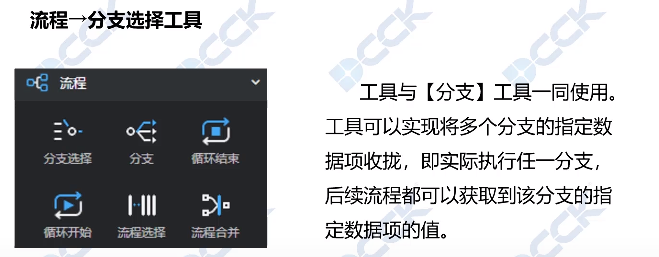 流程→分支选择工具
流程
分支选择 分支 循环结束
循环开始 流程选择 流程合并
工具与【分支】工具一同使用。
工具可以实现将多个分支的指定数
据项收拢，即实际执行任一分支，
后续流程都可以获取到该分支的指
定数据项的值。
DCCK